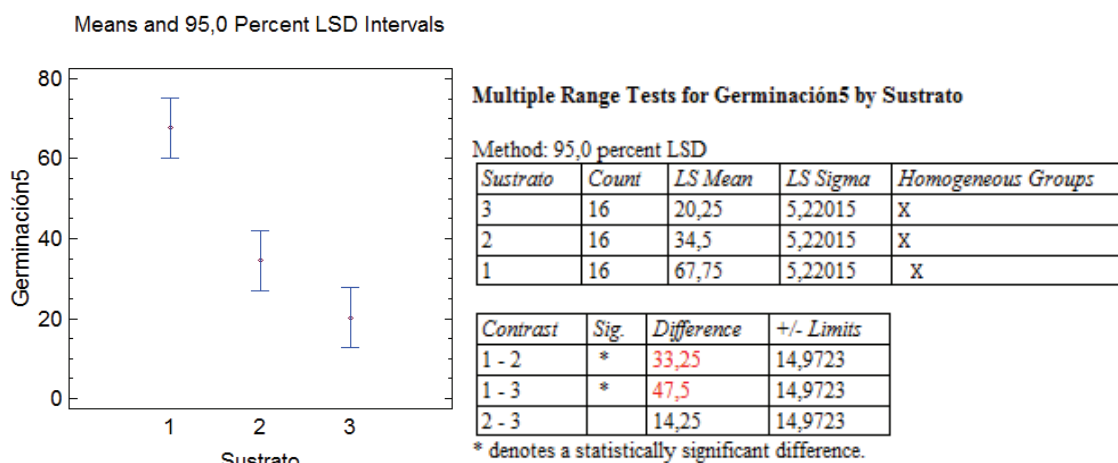 Means and 95,0 Percent LSD Intervals
80
60
40
20
0
Germinación5
1 2 3
Sustrato
Multiple Range Tests for Germinación5 by Sustrato
Method: 95,0 percent LSD
Sustrato Count LS Mean LS Sigma Homogeneous Groups
3 16 20,25 5,22015 X
2 16 34,5 5,22015 X
1 16 67,75 5,22015 X
Contrast Sig. Difference +/- Limits
1 - 2 * 33,25 14,9723
1 - 3 * 47,5 14,9723
2 - 3 14,25 14,9723
* denotes a statistically significant difference.